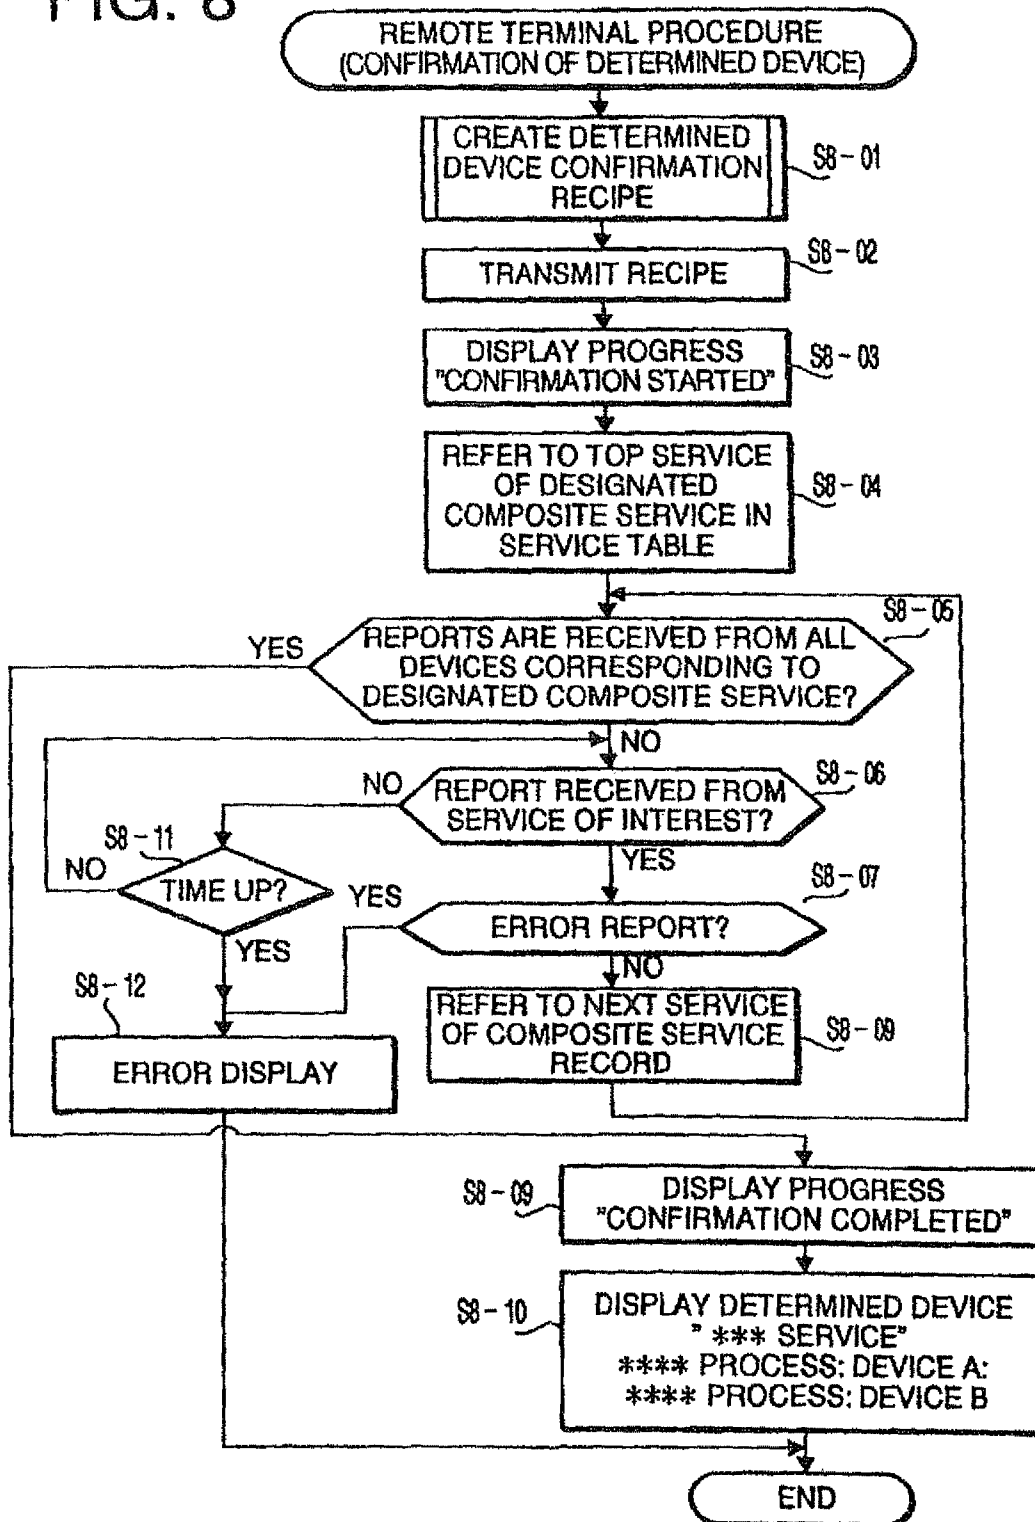 FIG. 8
REMOTE TERMINAL PROCEDURE
(CONFIRMATION OF DETERMINED DEVICE)
CREATE DETERMINED
DEVICE CONFIRMATION
RECIPE
S8-01
TRANSMIT RECIPE
S8-02
DISPLAY PROGRESS
"CONFIRMATION STARTED"
S8-03
REFER TO TOP SERVICE
OF DESIGNATED
COMPOSITE SERVICE IN
SERVICE TABLE
S8-04
S8-05
YES
REPORTS ARE RECEIVED FROM ALL
DEVICES CORRESPONDING TO
DESIGNATED COMPOSITE SERVICE?
NO
S8-06
NO
REPORT RECEIVED FROM
SERVICE OF INTEREST?
YES
S8-11
NO
TIME UP?
YES
S8-07
YES
ERROR REPORT?
NO
S8-12
ERROR DISPLAY
REFER TO NEXT SERVICE
OF COMPOSITE SERVICE
RECORD
S8-09
S8-09
DISPLAY PROGRESS
"CONFIRMATION COMPLETED"
S8-10
DISPLAY DETERMINED DEVICE
" *** SERVICE"
**** PROCESS: DEVICE A:
**** PROCESS: DEVICE B
END